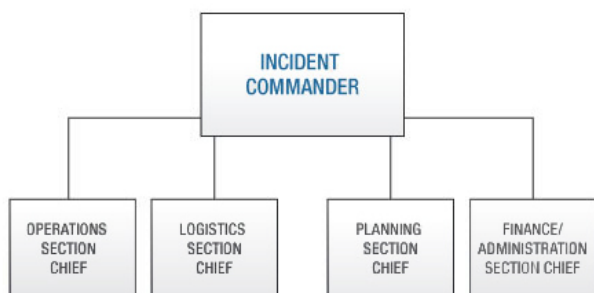 INCIDENT
COMMANDER
OPERATIONS
SECTION
CHIEF
LOGISTICS
SECTION
CHIEF
PLANNING
SECTION
CHIEF
FINANCE/
ADMINISTRATION
SECTION CHIEF